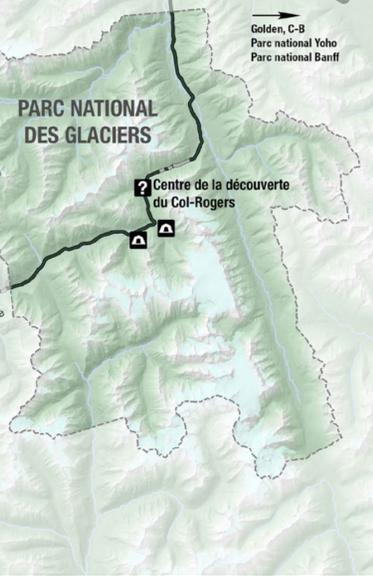 Golden, C-B
Parc national Yoho
Parc national Banff
PARC NATIONAL
DES GLACIERS
?
Centre de la découverte
du Col-Rogers